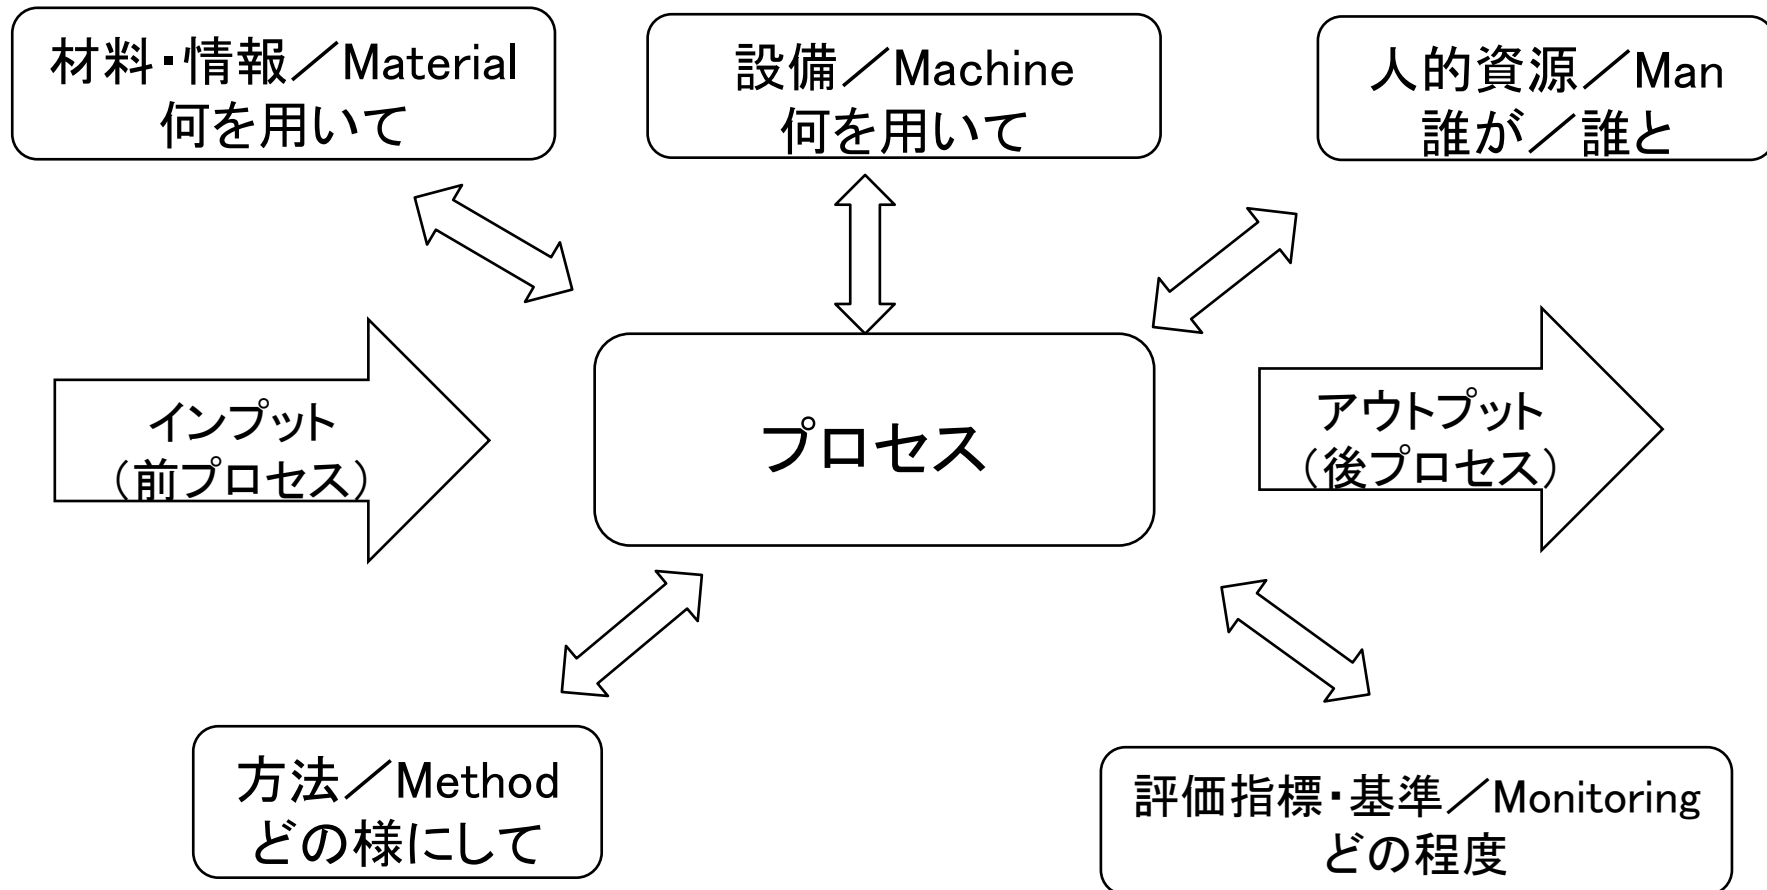 材料・情報／Material
何を用いて
設備／Machine
何を用いて
人的資源／Man
誰が／誰と
インプット
（前プロセス）
プロセス
アウトプット
（後プロセス）
方法／Method
どの様にして
評価指標・基準／Monitoring
どの程度